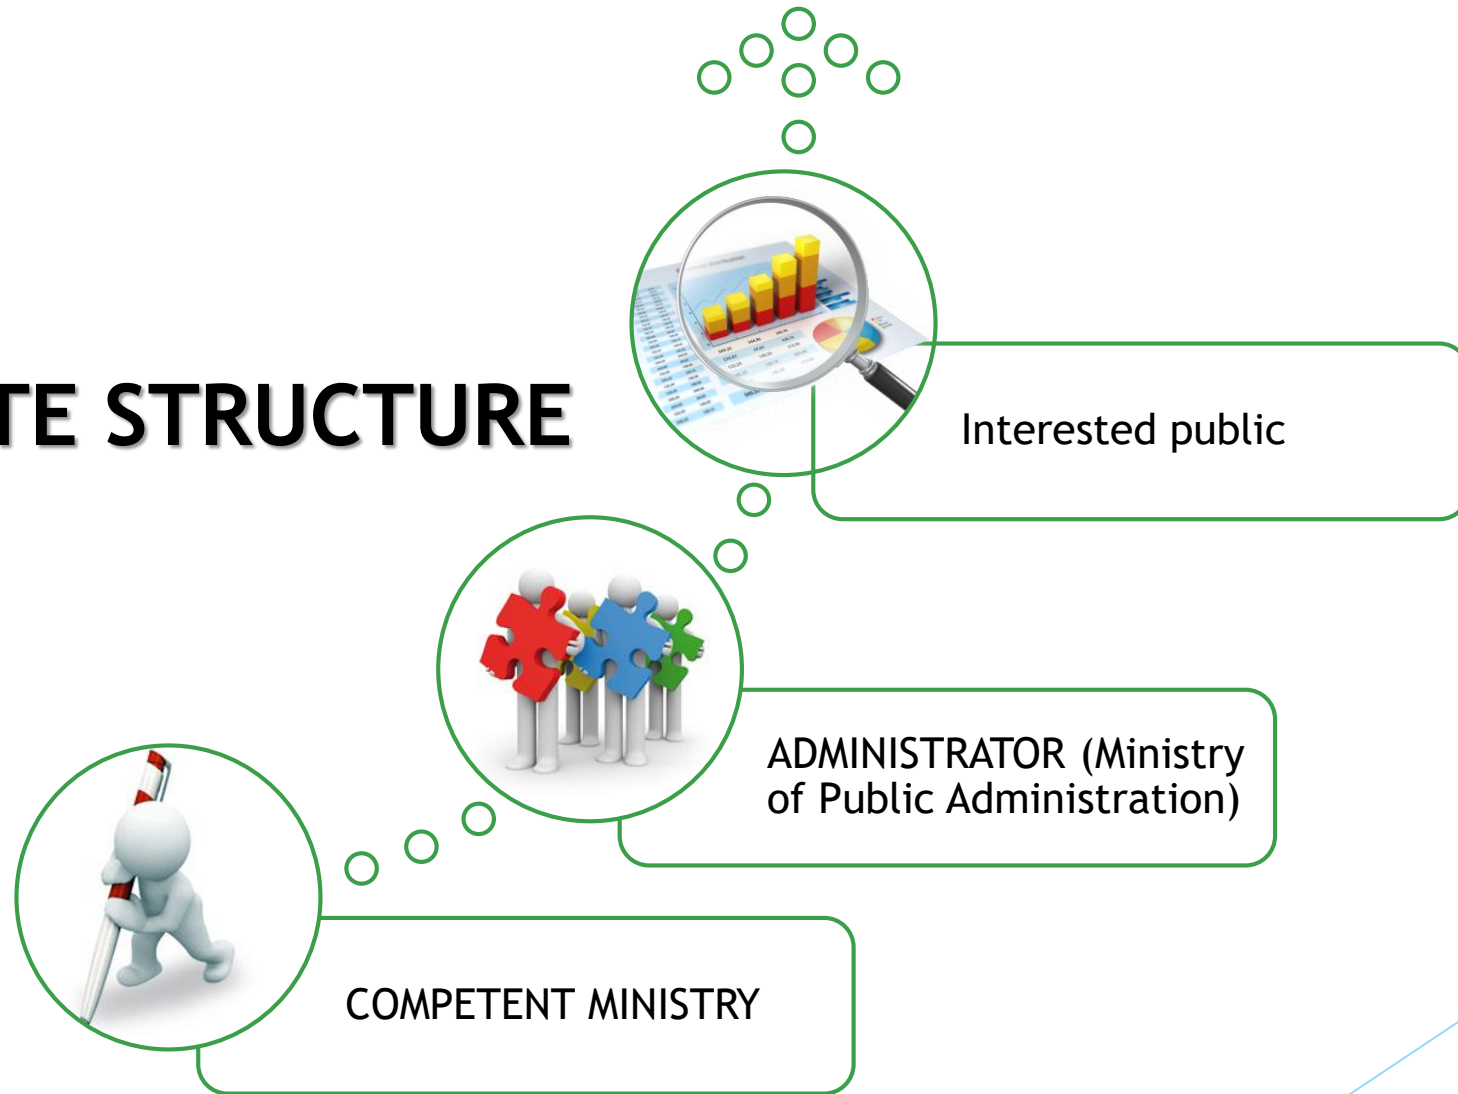 TE STRUCTURE
Interested public
ADMINISTRATOR (Ministry
of Public Administration)
COMPETENT MINISTRY